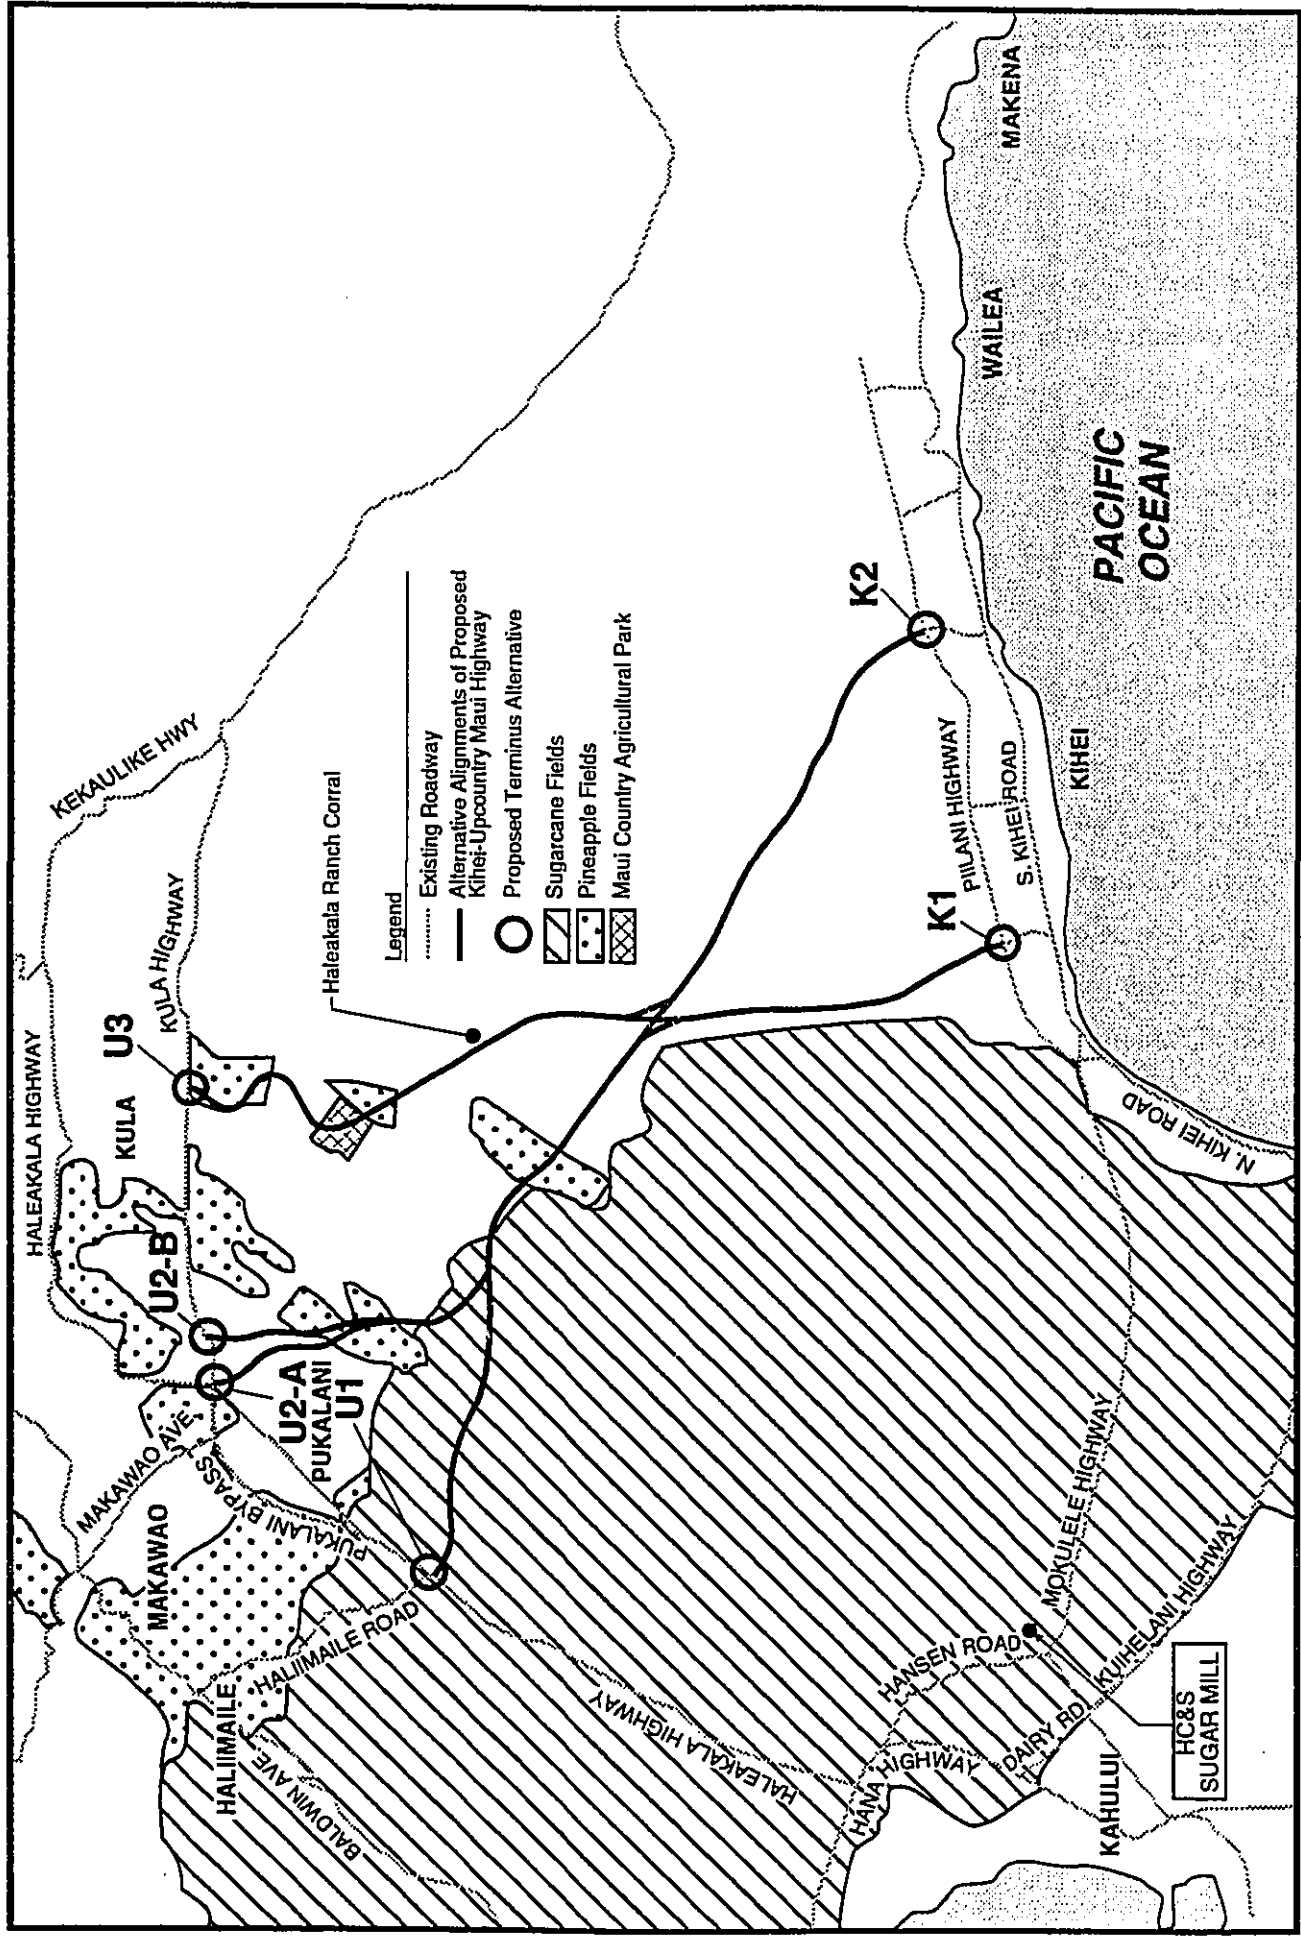 HALEAKALA HIGHWAY
KEKAULIKE HWY
KULA HIGHWAY
KULA
U3
U2-B
U2-A
PUKALANI
U1
MAKAWAO AVE.
PUKALANI BYPASS
MAKAWAO
HALIIMAILE ROAD
HALIIMAILE
BALDWIN AVE
HALEAKALA HIGHWAY
Haleakala Ranch Corral
Legend
Existing Roadway
Alternative Alignments of Proposed
Kihei-Upcountry Maui Highway
Proposed Terminus Alternative
Sugarcane Fields
Pineapple Fields
Maui Country Agricultural Park
K2
K1
PIILANI HIGHWAY
S. KIHEI ROAD
KIHEI
WAILEA
MAKENA
PACIFIC
OCEAN
N. KIHEI ROAD
MOKULELE HIGHWAY
KUIHELANI HIGHWAY
HANSEN ROAD
HANA HIGHWAY
DAIRY RD.
KAHULUI
HC&S
SUGAR MILL